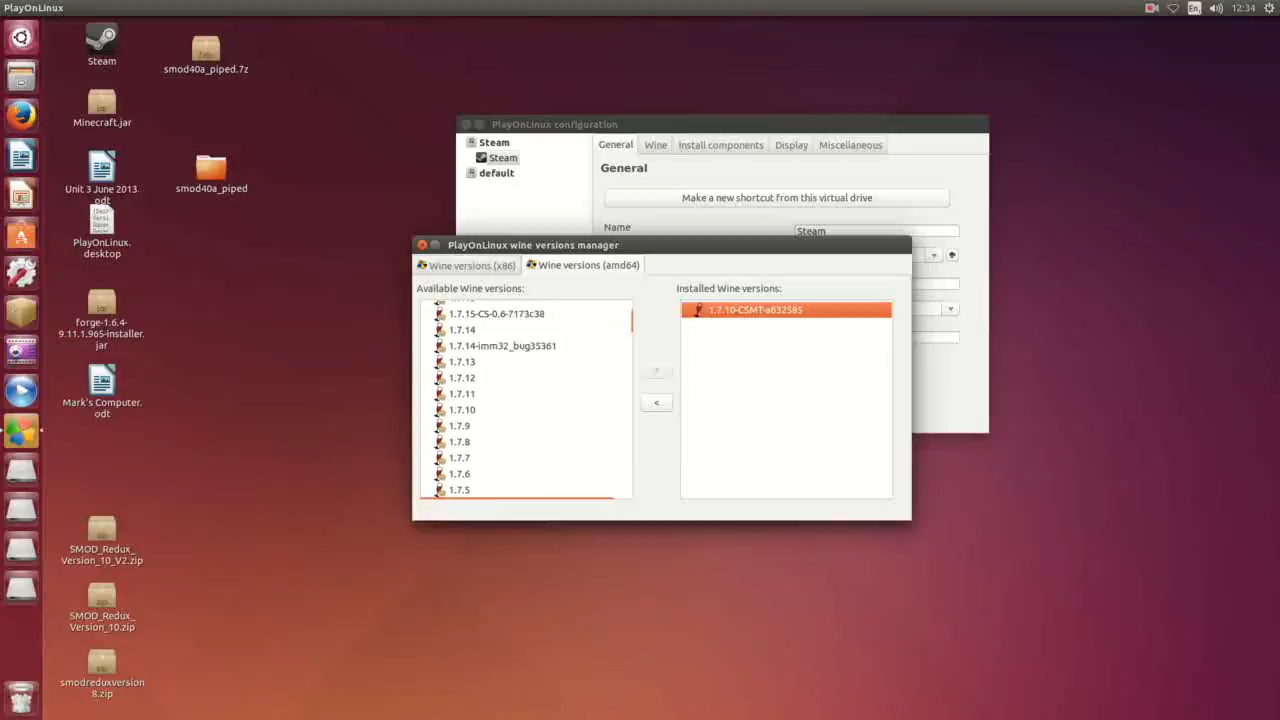 PlayOnLinux
En
12:34
Steam
smod40a_piped.7z
Minecraft.jar
Unit 3 June 2013.
odt
smod40a_piped
PlayOnLinux.
desktop
forge-1.6.4-
9.11.1.965-installer.
jar
Mark's Computer.
odt
SMOD_Redux_
Version_10_V2.zip
SMOD_Redux_
Version_10.zip
smodreduxversion
8.zip
PlayOnLinux configuration
Steam
Steam
default
General
Wine
Install components
Display
Miscellaneous
General
Make a new shortcut from this virtual drive
Name
Steam
PlayOnLinux wine versions manager
Wine versions (x86)
Wine versions (amd64)
Available Wine versions:
Installed Wine versions:
1.7.15-CS-0.6-7173c38
1.7.14
1.7.14-imm32_bug35361
1.7.13
1.7.12
1.7.11
1.7.10
1.7.9
1.7.8
1.7.7
1.7.6
1.7.5
<
1.7.10-CSMT-a632585